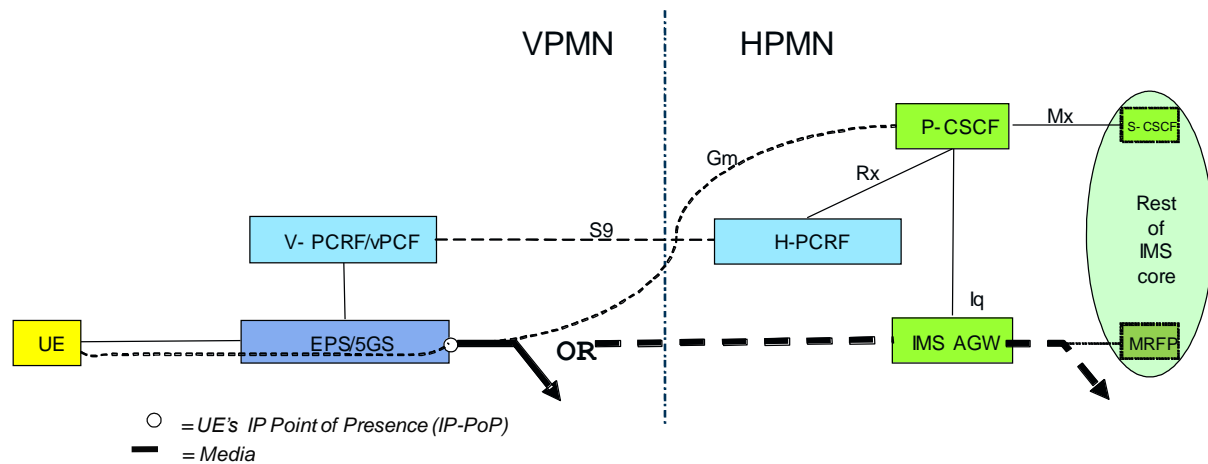 VPMN
HPMN
P- CSCF
Mx
S- CSCF
Gm
Rx
Rest
of
IMS
core
V- PCRF/vPCF
S9
H-PCRF
Iq
UE
EPS/5GS
OR
IMS AGW
MRFP
= UE's IP Point of Presence (IP-PoP)
= Media